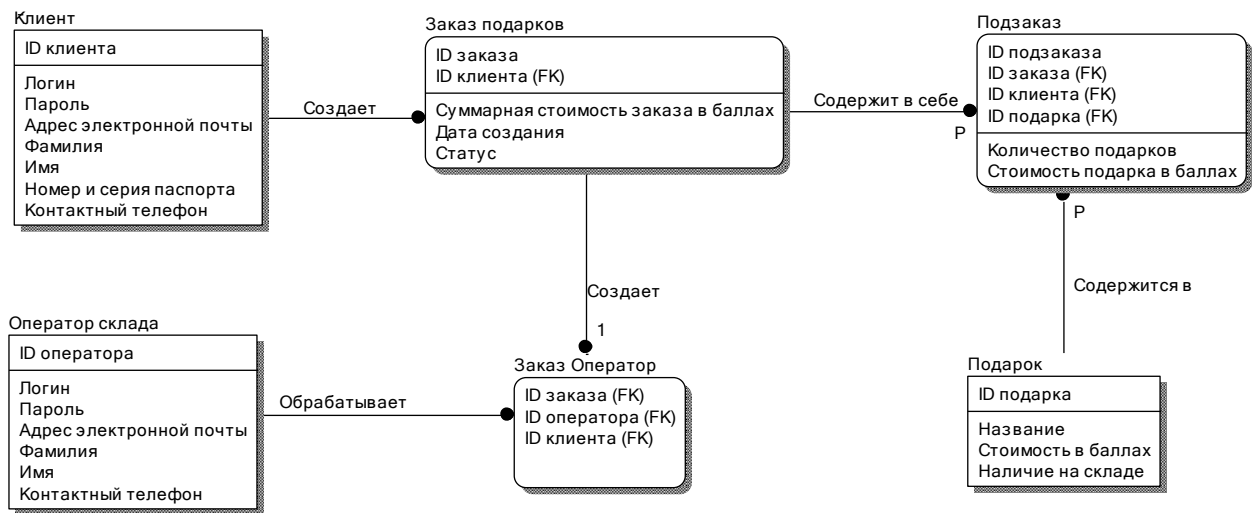 Клиент
ID клиента
Логин
Пароль
Адрес электронной почты
Фамилия
Имя
Номер и серия паспорта
Контактный телефон
Создает
Заказ подарков
ID заказа
ID клиента (FK)
Суммарная стоимость заказа в баллах
Дата создания
Статус
Содержит в себе
P
Подзаказ
ID подзаказа
ID заказа (FK)
ID клиента (FK)
ID подарка (FK)
Количество подарков
Стоимость подарка в баллах
P
Содержится в
Создает
1
Оператор склада
ID оператора
Логин
Пароль
Адрес электронной почты
Фамилия
Имя
Контактный телефон
Обрабатывает
Заказ Оператор
ID заказа (FK)
ID оператора (FK)
ID клиента (FK)
Подарок
ID подарка
Название
Стоимость в баллах
Наличие на складе